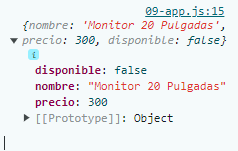 09-app.js:15
{nombre: 'Monitor 20 Pulgadas',
▼ precio: 300, disponible: false}
i
disponible: false
nombre: "Monitor 20 Pulgadas"
precio: 300
▶ [[Prototype]]: Object